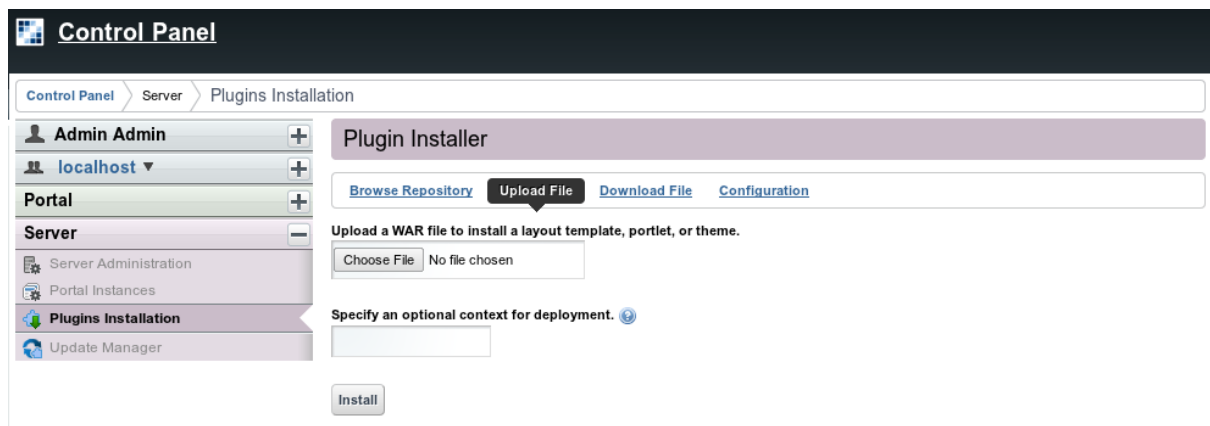 Control Panel
Control Panel Server Plugins Installation
Admin Admin
localhost
Portal
Server
Server Administration
Portal Instances
Plugins Installation
Update Manager
Plugin Installer
Browse Repository Upload File Download File Configuration
Upload a WAR file to install a layout template, portlet, or theme.
Choose File No file chosen
Specify an optional context for deployment.
Install